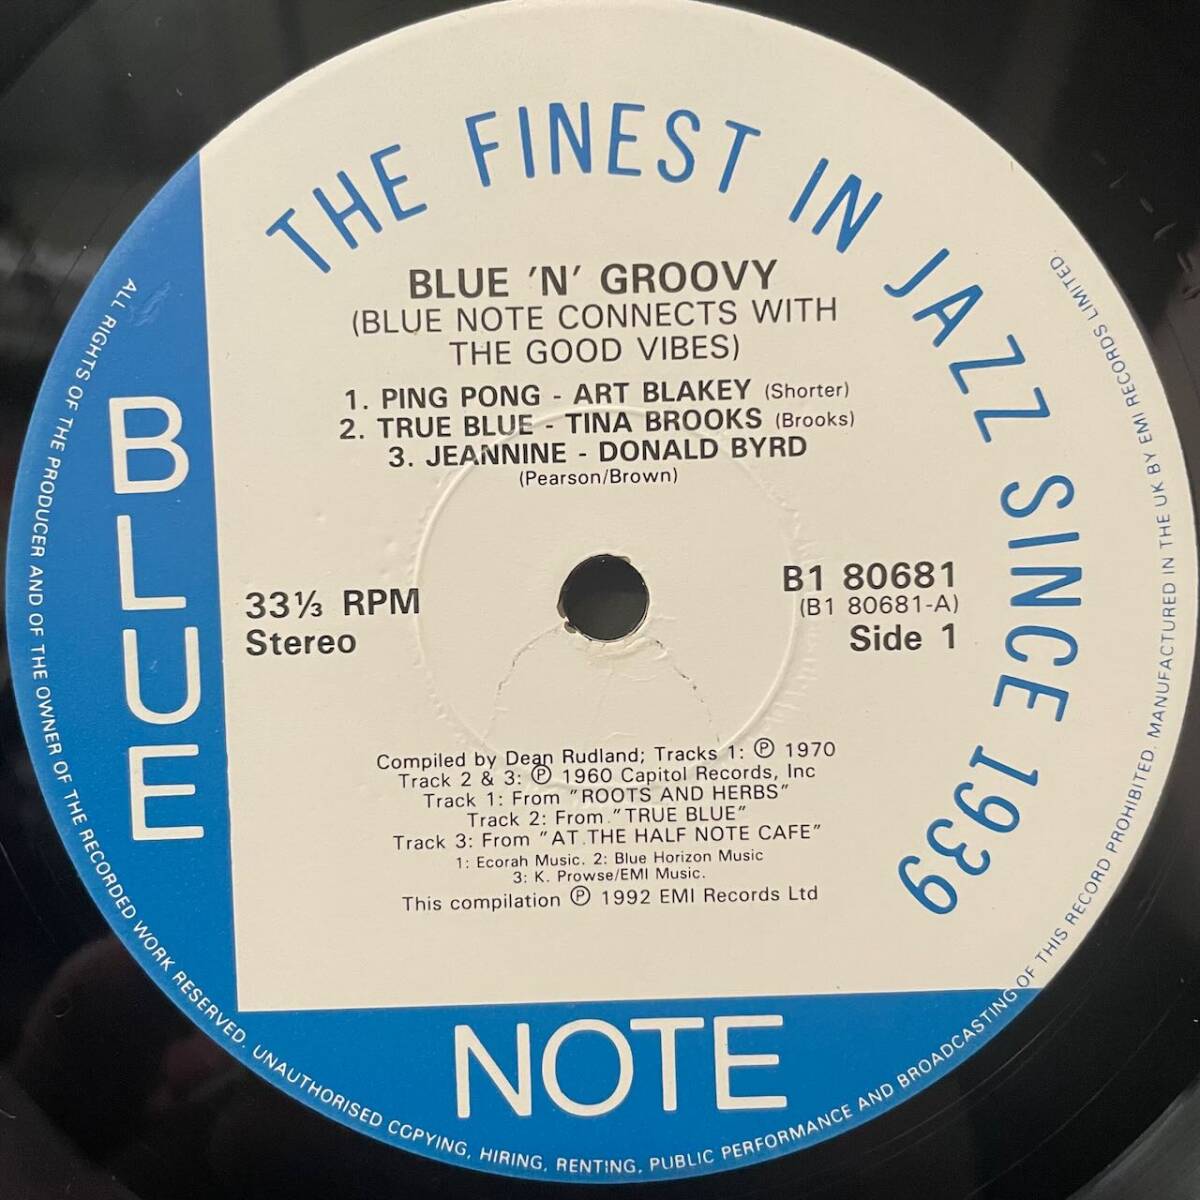 THE FINEST IN JAZZ SINCE 1939
BLUE 'N' GROOVY
(BLUE NOTE CONNECTS WITH
THE GOOD VIBES)
1. PING PONG - ART BLAKEY (Shorter)
2. TRUE BLUE - TINA BROOKS (Brooks)
3. JEANNINE - DONALD BYRD
(Pearson/Brown)
33⅓ RPM
Stereo
B1 80681
(B1 80681-A)
Side 1
Compiled by Dean Rudland; Tracks 1: ℗ 1970
Track 2 & 3: ℗ 1960 Capitol Records, Inc
Track 1: From "ROOTS AND HERBS"
Track 2: From "TRUE BLUE"
Track 3: From "AT THE HALF NOTE CAFE"
1: Ecorah Music. 2: Blue Horizon Music
3: K. Prowse/EMI Music.
This compilation ℗ 1992 EMI Records Ltd
BLUE
NOTE
ALL RIGHTS OF THE PRODUCER AND OF THE OWNER OF THE RECORDED WORK RESERVED. UNAUTHORISED COPYING, HIRING, RENTING, PUBLIC PERFORMANCE AND BROADCASTING OF THIS RECORD PROHIBITED. MANUFACTURED IN THE UK BY EMI RECORDS LIMITED.